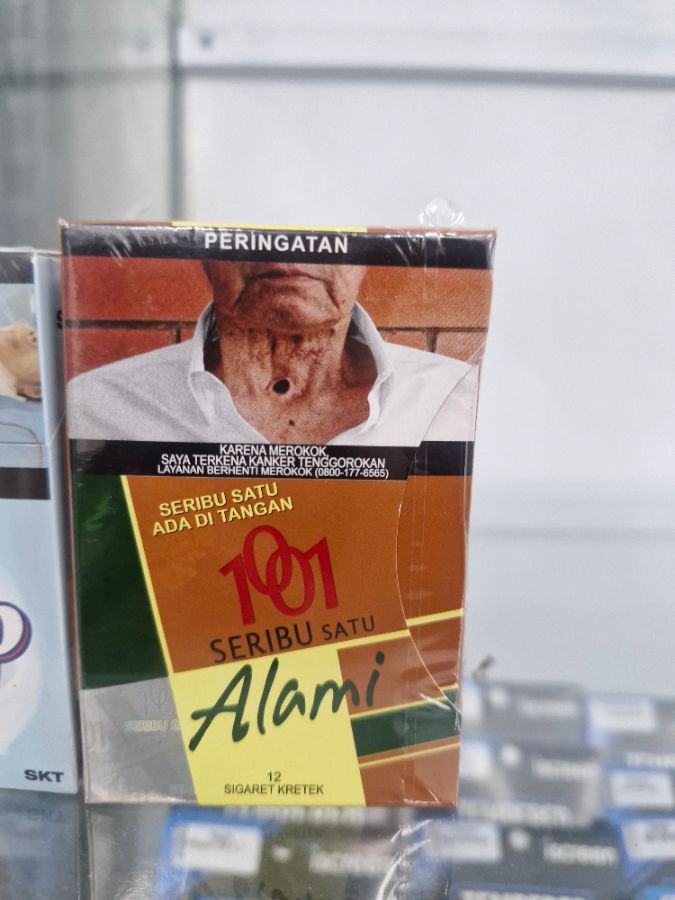 PERINGATAN
KARENA MEROKOK,
SAYA TERKENA KANKER TENGGOROKAN
LAYANAN BERHENTI MEROKOK (0800-177-6565)
SERIBU SATU
ADA DI TANGAN
1001
SERIBU SATU
Alami
12
SIGARET KRETEK
SKT